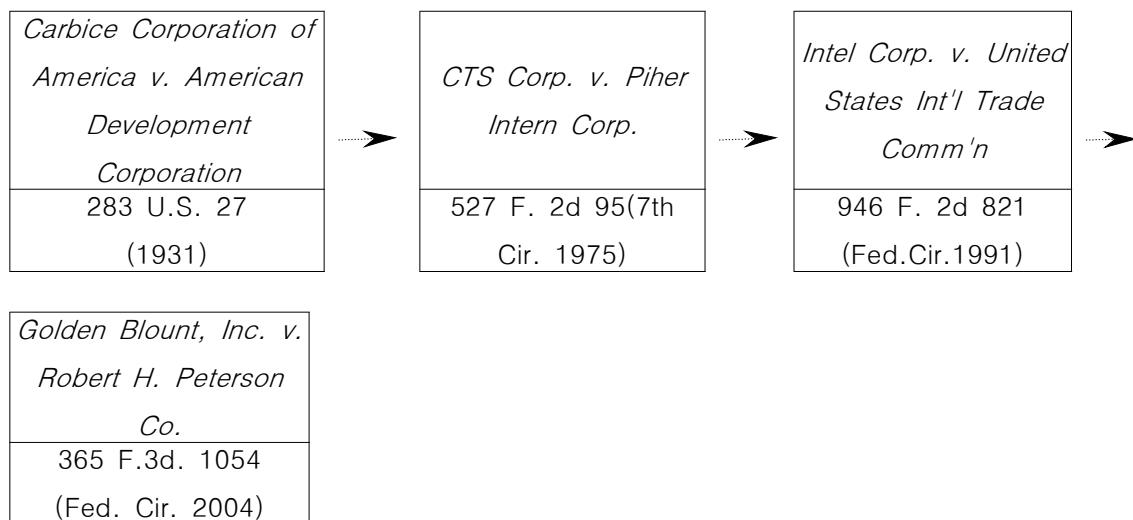 Carbice Corporation of
America v. American
Development
Corporation
283 U.S. 27
(1931)
CTS Corp. v. Piher
Intern Corp.
527 F. 2d 95(7th
Cir. 1975)
Intel Corp. v. United
States Int'l Trade
Comm'n
946 F. 2d 821
(Fed.Cir.1991)
Golden Blount, Inc. v.
Robert H. Peterson
Co.
365 F.3d. 1054
(Fed. Cir. 2004)